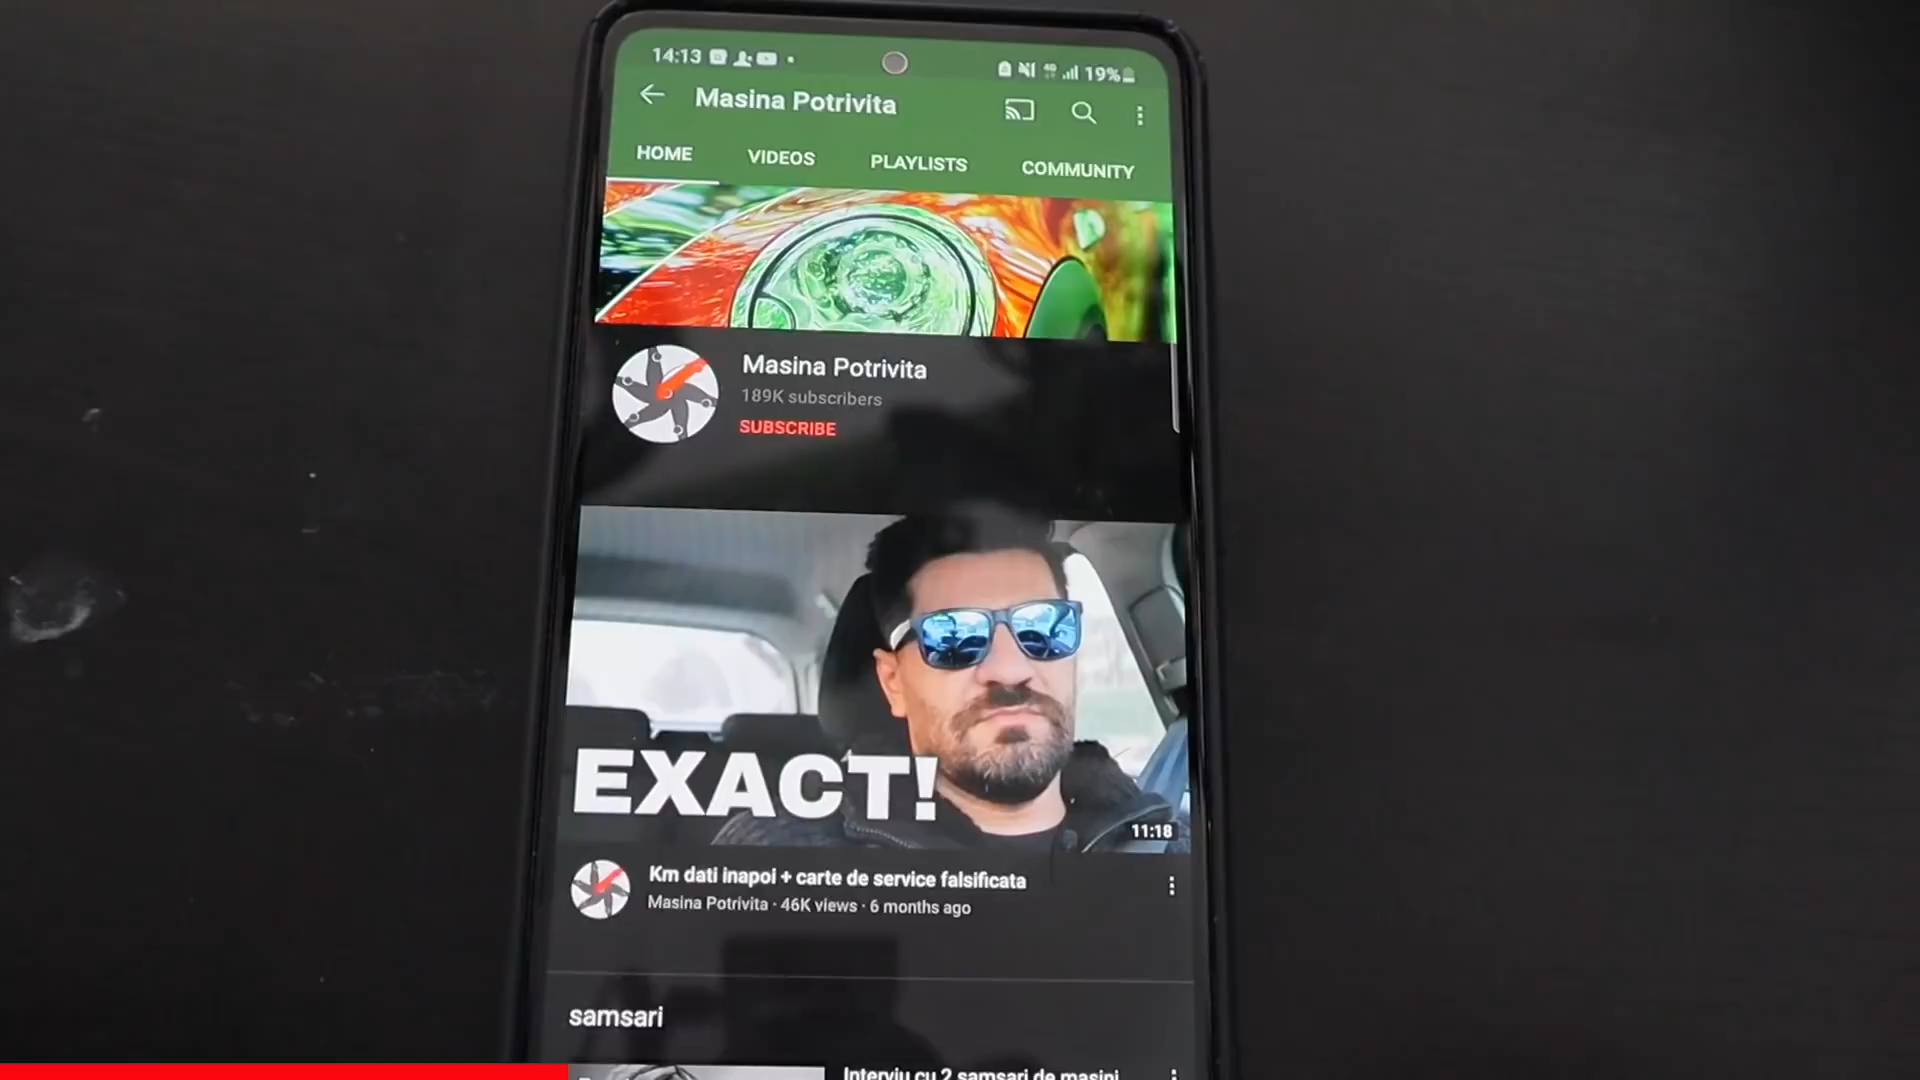 14:13
4G
19%
Masina Potrivita
HOME VIDEOS PLAYLISTS COMMUNITY
Masina Potrivita
189K subscribers
SUBSCRIBE
EXACT!
11:18
Km dati inapoi + carte de service falsificata
Masina Potrivita · 46K views · 6 months ago
samsari
Interviu cu 2 samsari de masini